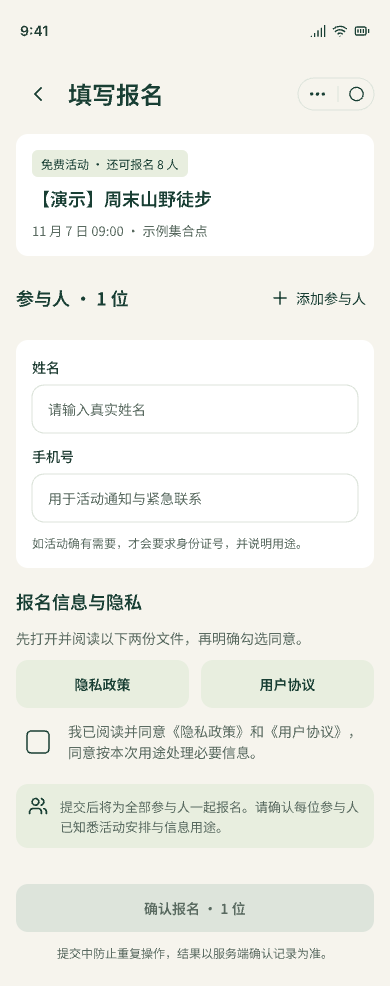 9:41
填写报名
免费活动 · 还可报名 8 人
【演示】周末山野徒步
11 月 7 日 09:00 · 示例集合点
参与人 · 1 位
添加参与人
姓名
请输入真实姓名
手机号
用于活动通知与紧急联系
如活动确有需要，才会要求身份证号，并说明用途。
报名信息与隐私
先打开并阅读以下两份文件，再明确勾选同意。
隐私政策
用户协议
我已阅读并同意《隐私政策》和《用户协议》，
同意按本次用途处理必要信息。
提交后将为全部参与人一起报名。请确认每位参与人
已知悉活动安排与信息用途。
确认报名 · 1 位
提交中防止重复操作，结果以服务端确认记录为准。